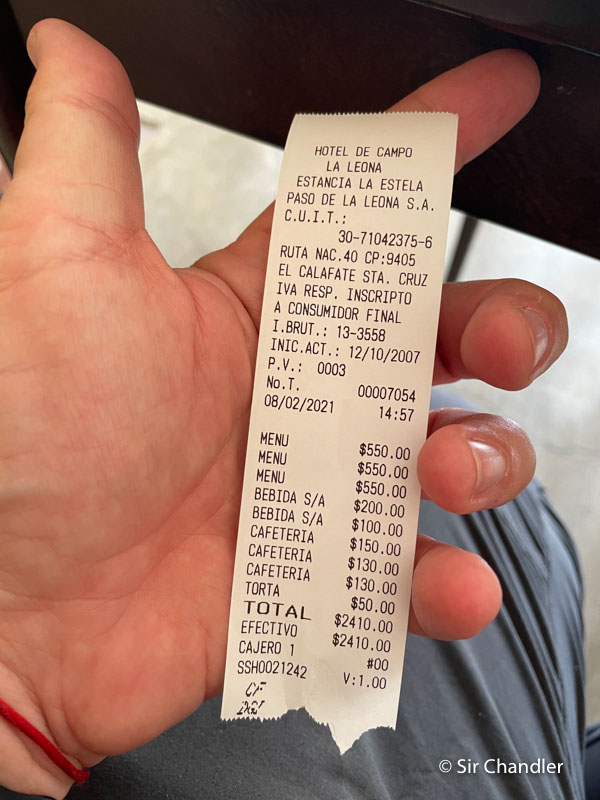 HOTEL DE CAMPO
LA LEONA
ESTANCIA LA ESTELA
PASO DE LA LEONA S.A.
C.U.I.T.:
30-71042375-6
RUTA NAC.40 CP:9405
EL CALAFATE STA. CRUZ
IVA RESP. INSCRIPTO
A CONSUMIDOR FINAL
I.BRUT.: 13-3558
INIC.ACT.: 12/10/2007
P.V.: 0003
No.T. 00007054
08/02/2021 14:57
MENU $550.00
MENU $550.00
MENU $550.00
BEBIDA S/A $200.00
BEBIDA S/A $100.00
CAFETERIA $150.00
CAFETERIA $130.00
CAFETERIA $130.00
TORTA $50.00
TOTAL $2410.00
EFECTIVO $2410.00
CAJERO 1 #00
SSH0021242 V:1.00
CF
DGI
© Sir Chandler